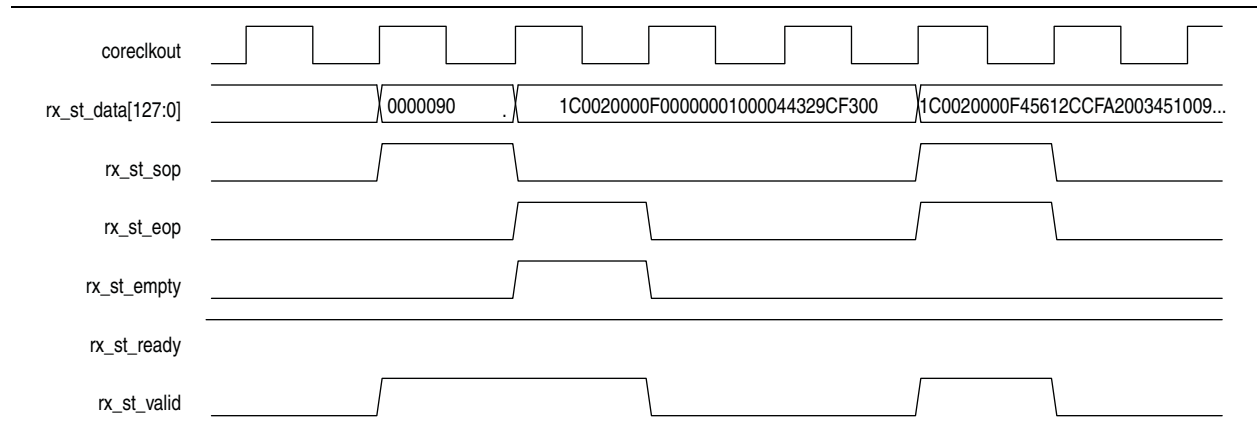 coreclkout
rx_st_data[127:0] 0000090 . 1C0020000F00000001000044329CF300 1C0020000F45612CCFA2003451009...
rx_st_sop
rx_st_eop
rx_st_empty
rx_st_ready
rx_st_valid